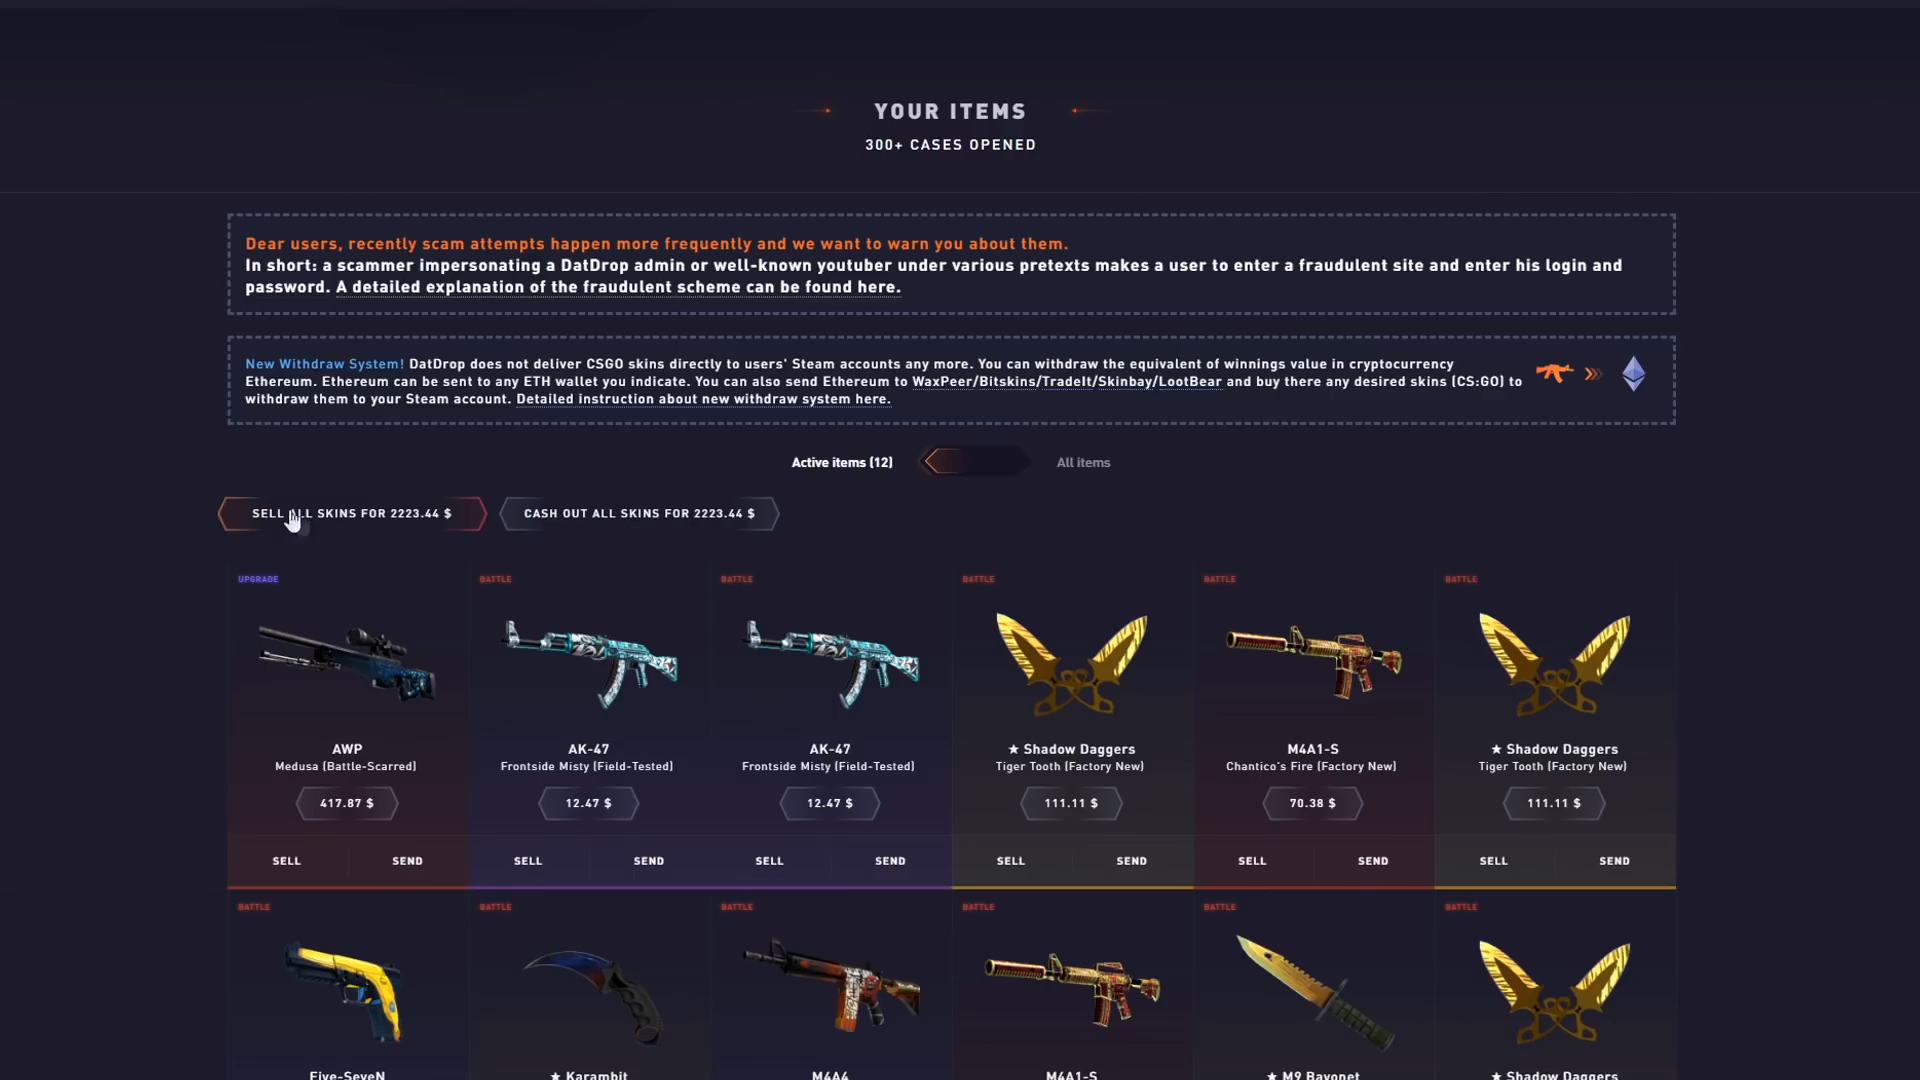 YOUR ITEMS
300+ CASES OPENED
Dear users, recently scam attempts happen more frequently and we want to warn you about them.
In short: a scammer impersonating a DatDrop admin or well-known youtuber under various pretexts makes a user to enter a fraudulent site and enter his login and
password. A detailed explanation of the fraudulent scheme can be found here.
New Withdraw System! DatDrop does not deliver CSGO skins directly to users' Steam accounts any more. You can withdraw the equivalent of winnings value in cryptocurrency
Ethereum. Ethereum can be sent to any ETH wallet you indicate. You can also send Ethereum to WaxPeer/Bitskins/TradeIt/Skinbay/LootBear and buy there any desired skins (CS:GO) to
withdraw them to your Steam account. Detailed instruction about new withdraw system here.
Active items (12) All items
SELL ALL SKINS FOR 2223.44 $ CASH OUT ALL SKINS FOR 2223.44 $
UPGRADE BATTLE BATTLE BATTLE BATTLE BATTLE
AWP AK-47 AK-47 ★ Shadow Daggers M4A1-S ★ Shadow Daggers
Medusa (Battle-Scarred) Frontside Misty (Field-Tested) Frontside Misty (Field-Tested) Tiger Tooth (Factory New) Chantico's Fire (Factory New) Tiger Tooth (Factory New)
417.87 $ 12.47 $ 12.47 $ 111.11 $ 70.38 $ 111.11 $
SELL SEND SELL SEND SELL SEND SELL SEND SELL SEND SELL SEND
BATTLE BATTLE BATTLE BATTLE BATTLE BATTLE
Five-SeveN ★ Karambit M4A4 M4A1-S ★ M9 Bayonet ★ Shadow Daggers